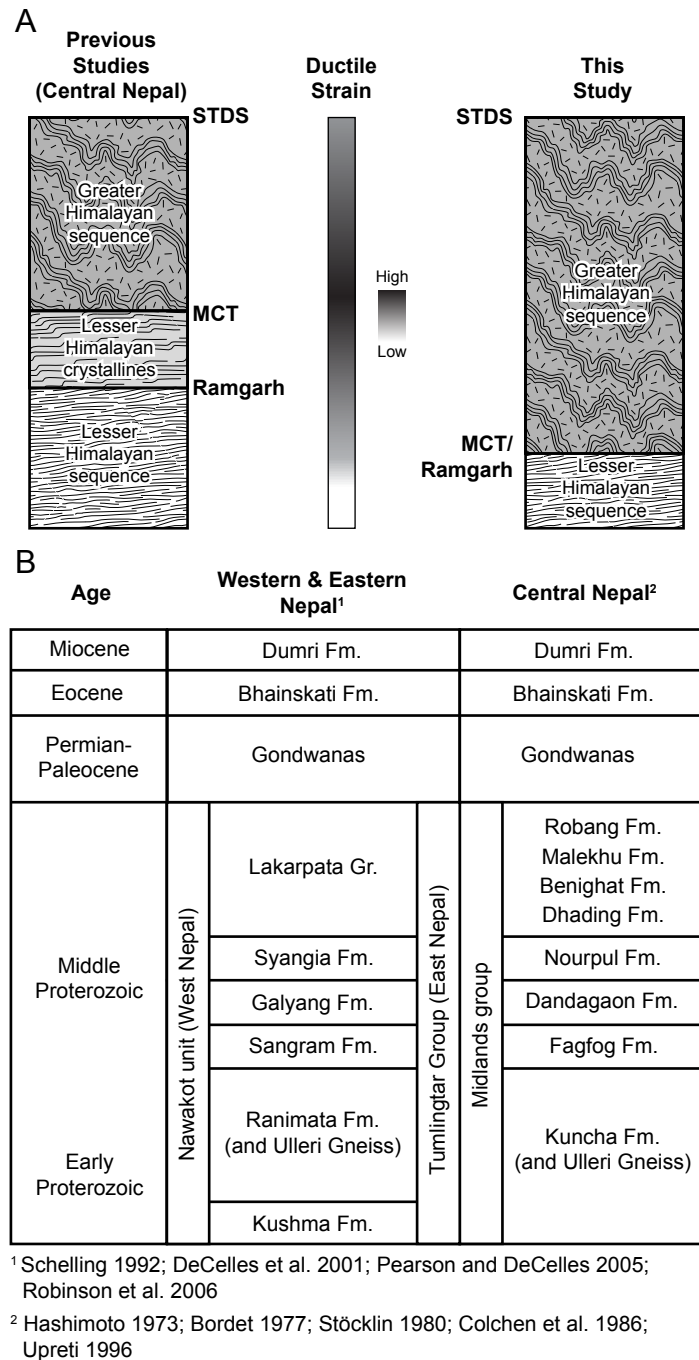 A
Previous
Studies
(Central Nepal)
Ductile
Strain
This
Study
STDS
Greater
Himalayan
sequence
MCT
Lesser
Himalayan
crystallines
Ramgarh
Lesser
Himalayan
sequence
High
Low
STDS
Greater
Himalayan
sequence
MCT/
Ramgarh
Lesser
Himalayan
sequence
B
Age
Western & Eastern
Nepal¹
Central Nepal²
Miocene
Dumri Fm.
Dumri Fm.
Eocene
Bhainskati Fm.
Bhainskati Fm.
Permian-
Paleocene
Gondwanas
Gondwanas
Middle
Proterozoic
Early
Proterozoic
Nawakot unit (West Nepal)
Lakarpata Gr.
Syangia Fm.
Galyang Fm.
Sangram Fm.
Ranimata Fm.
(and Ulleri Gneiss)
Kushma Fm.
Tumlingtar Group (East Nepal)
Midlands group
Robang Fm.
Malekhu Fm.
Benighat Fm.
Dhading Fm.
Nourpul Fm.
Dandagaon Fm.
Fagfog Fm.
Kuncha Fm.
(and Ulleri Gneiss)
¹ Schelling 1992; DeCelles et al. 2001; Pearson and DeCelles 2005;
Robinson et al. 2006
² Hashimoto 1973; Bordet 1977; Stöcklin 1980; Colchen et al. 1986;
Upreti 1996